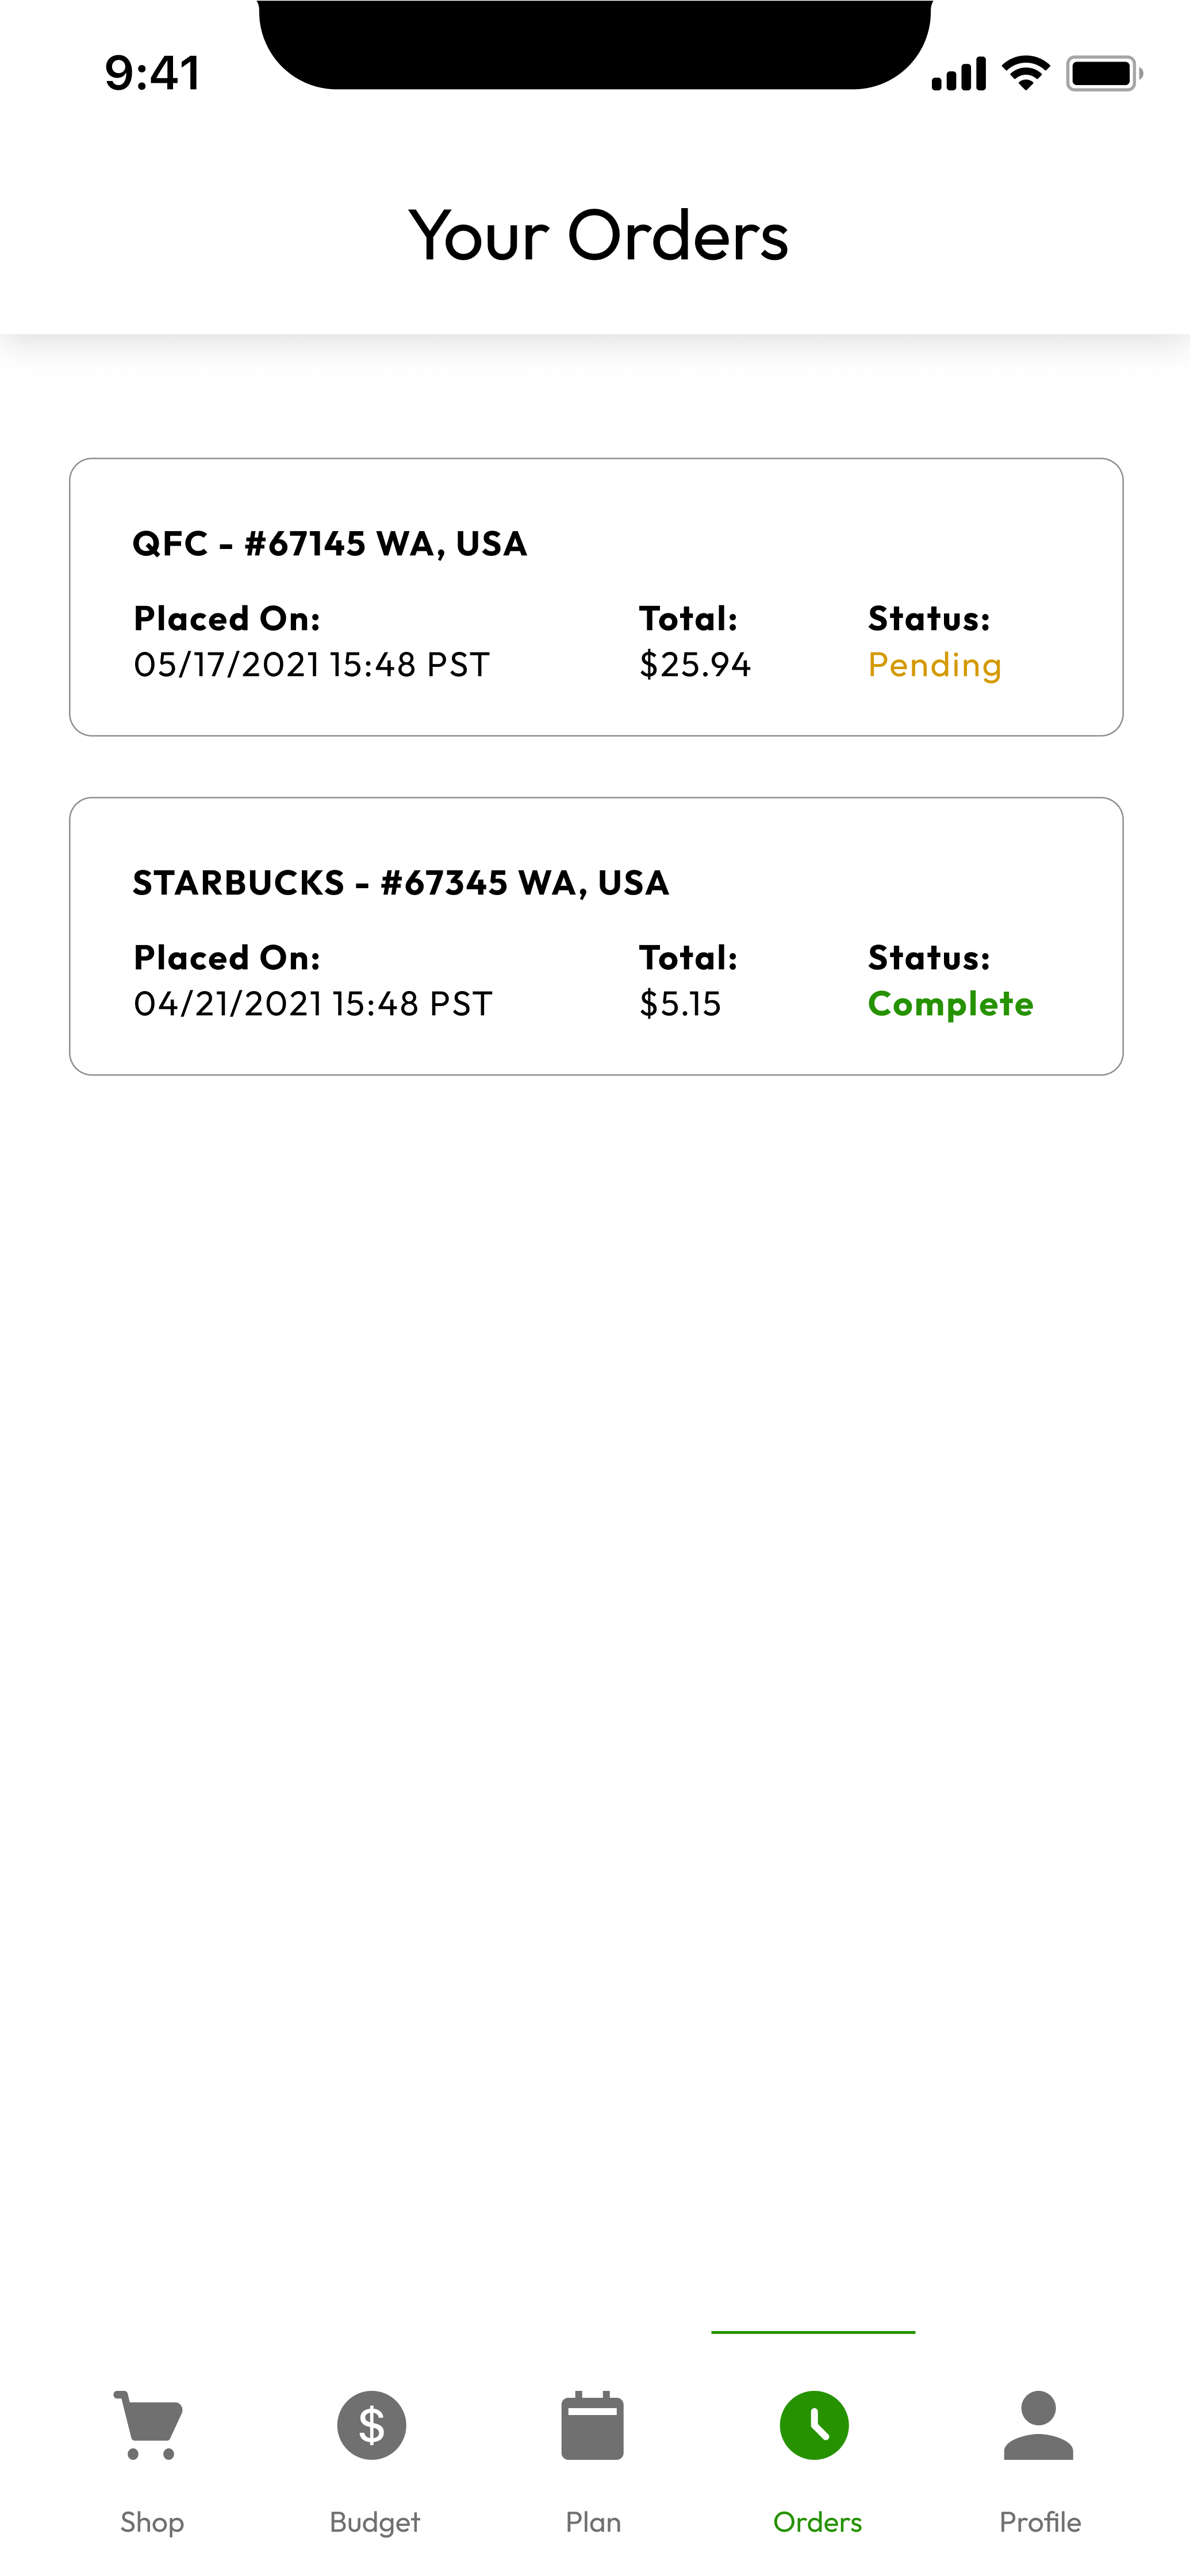 9:41
Your Orders
QFC - #67145 WA, USA
Placed On: Total: Status:
05/17/2021 15:48 PST $25.94 Pending
STARBUCKS - #67345 WA, USA
Placed On: Total: Status:
04/21/2021 15:48 PST $5.15 Complete
$
Shop Budget Plan Orders Profile